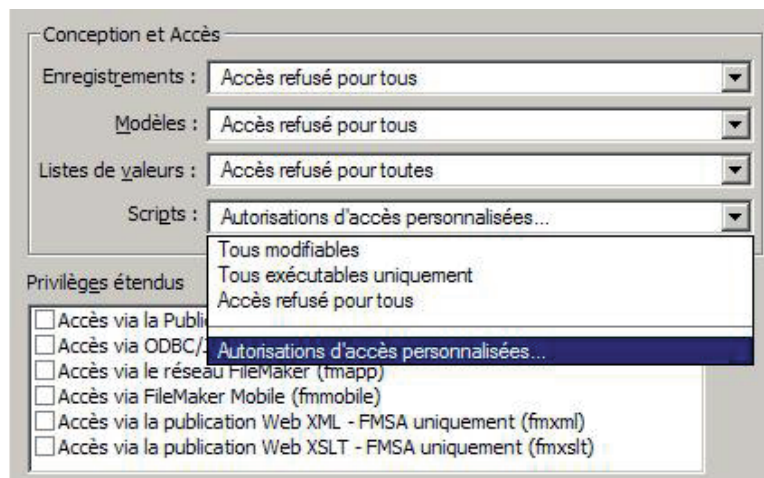 Conception et Accès
Enregistrements : Accès refusé pour tous
Modèles : Accès refusé pour tous
Listes de valeurs : Accès refusé pour toutes
Scripts : Autorisations d'accès personnalisées...
Tous modifiables
Tous exécutables uniquement
Accès refusé pour tous
Autorisations d'accès personnalisées...
Privilèges étendus
Accès via la Publi
Accès via ODBC/
Accès via le réseau FileMaker (fmapp)
Accès via FileMaker Mobile (fmmobile)
Accès via la publication Web XML - FMSA uniquement (fmxml)
Accès via la publication Web XSLT - FMSA uniquement (fmxslt)